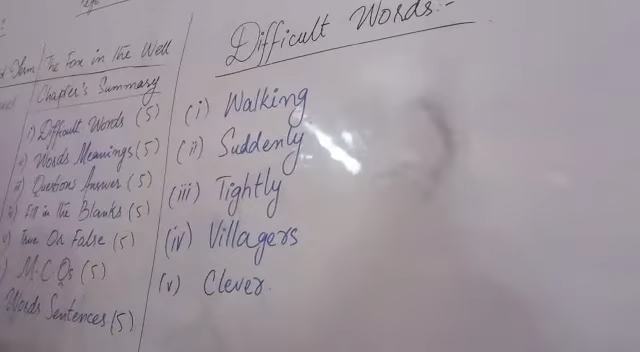 The Fox in the Well
Chapter's Summary
i) Difficult Words (5)
Words Meanings (5)
Questions Answer (5)
Fill in the Blanks (5)
True Or False (5)
M.C.Qs (5)
Words Sentences (5)
Difficult Words:-
(i) Walking
(ii) Suddenly
(iii) Tightly
(iv) Villagers
(v) Clever.